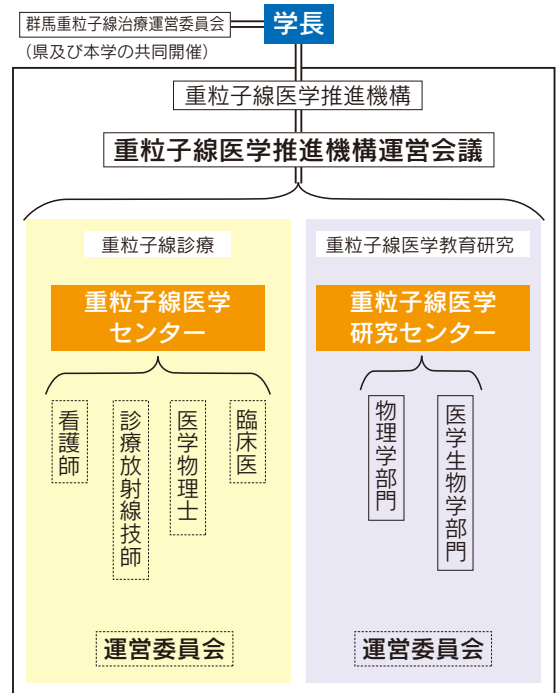 群馬重粒子線治療運営委員会
学長
（県及び本学の共同開催）
重粒子線医学推進機構
重粒子線医学推進機構運営会議
重粒子線診療
重粒子線医学教育研究
重粒子線医学
センター
重粒子線医学
研究センター
看護師
診療放射線技師
医学物理士
臨床医
物理学部門
医学生物学部門
運営委員会
運営委員会